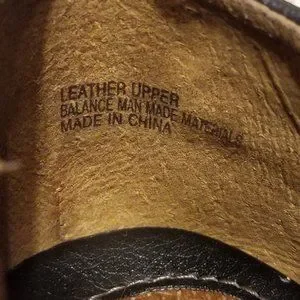 LEATHER UPPER
BALANCE MAN MADE MATERIALS
MADE IN CHINA